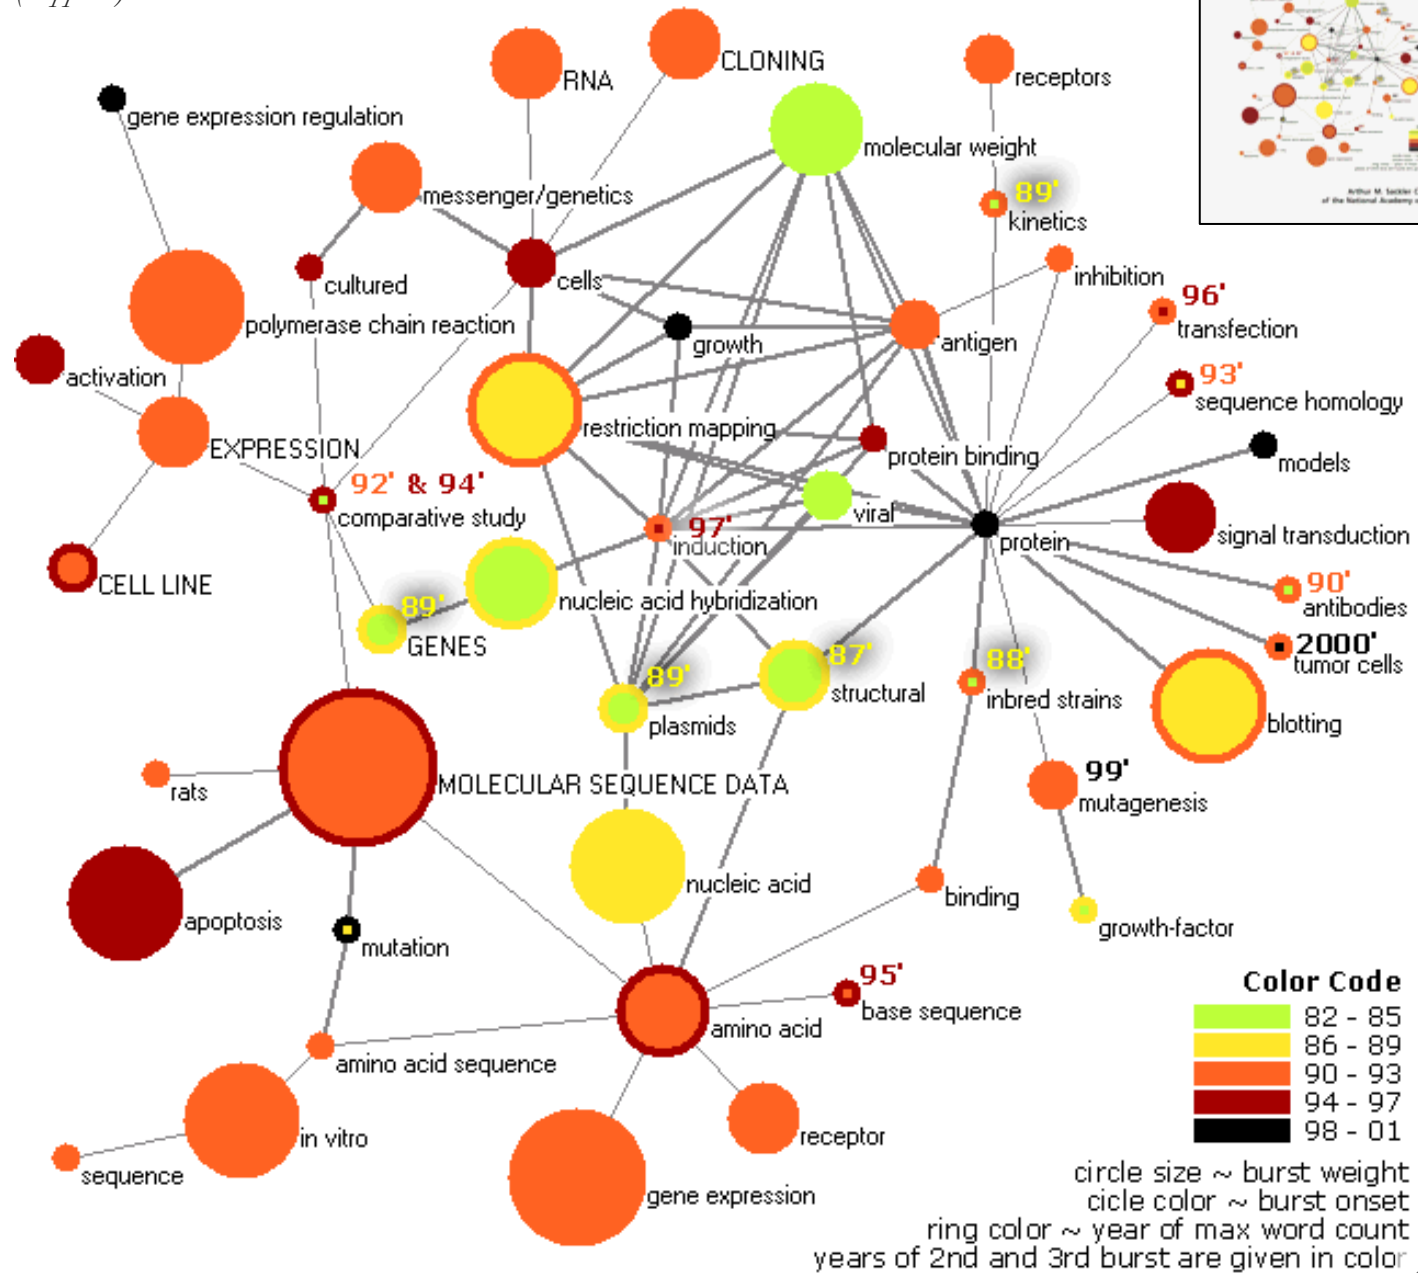 RNA
CLONING
receptors
gene expression regulation
molecular weight
messenger/genetics
89'
kinetics
cells
cultured
inhibition
96'
transfection
polymerase chain reaction
growth
antigen
activation
93'
sequence homology
restriction mapping
EXPRESSION
protein binding
models
92' & 94'
comparative study
viral
97'
induction
protein
signal transduction
CELL LINE
90'
antibodies
89'
nucleic acid hybridization
GENES
87'
structural
88'
inbred strains
2000'
tumor cells
89'
plasmids
blotting
rats
MOLECULAR SEQUENCE DATA
99'
mutagenesis
nucleic acid
binding
apoptosis
growth-factor
mutation
95'
base sequence
amino acid
amino acid sequence
in vitro
receptor
sequence
gene expression
Color Code
82 - 85
86 - 89
90 - 93
94 - 97
98 - 01
circle size ~ burst weight
cicle color ~ burst onset
ring color ~ year of max word count
years of 2nd and 3rd burst are given in color
Arthur M. Sackler C
of the National Academy o